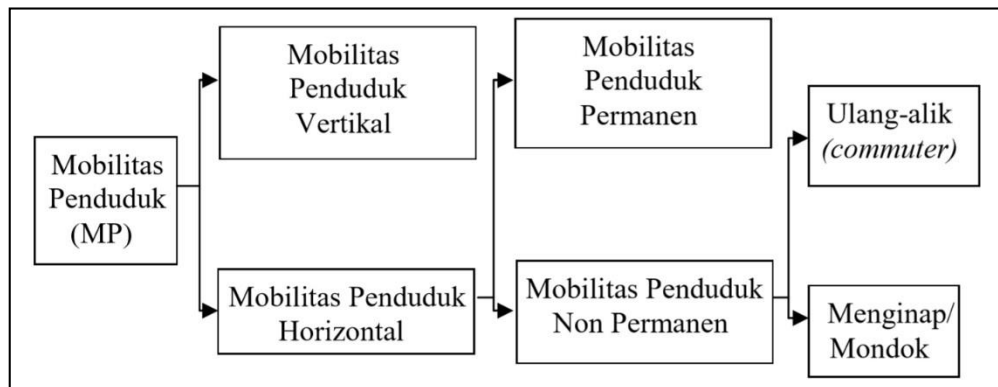 Mobilitas
Penduduk
(MP)
Mobilitas
Penduduk
Vertikal
Mobilitas Penduduk
Horizontal
Mobilitas
Penduduk
Permanen
Mobilitas Penduduk
Non Permanen
Ulang-alik
(commuter)
Menginap/
Mondok